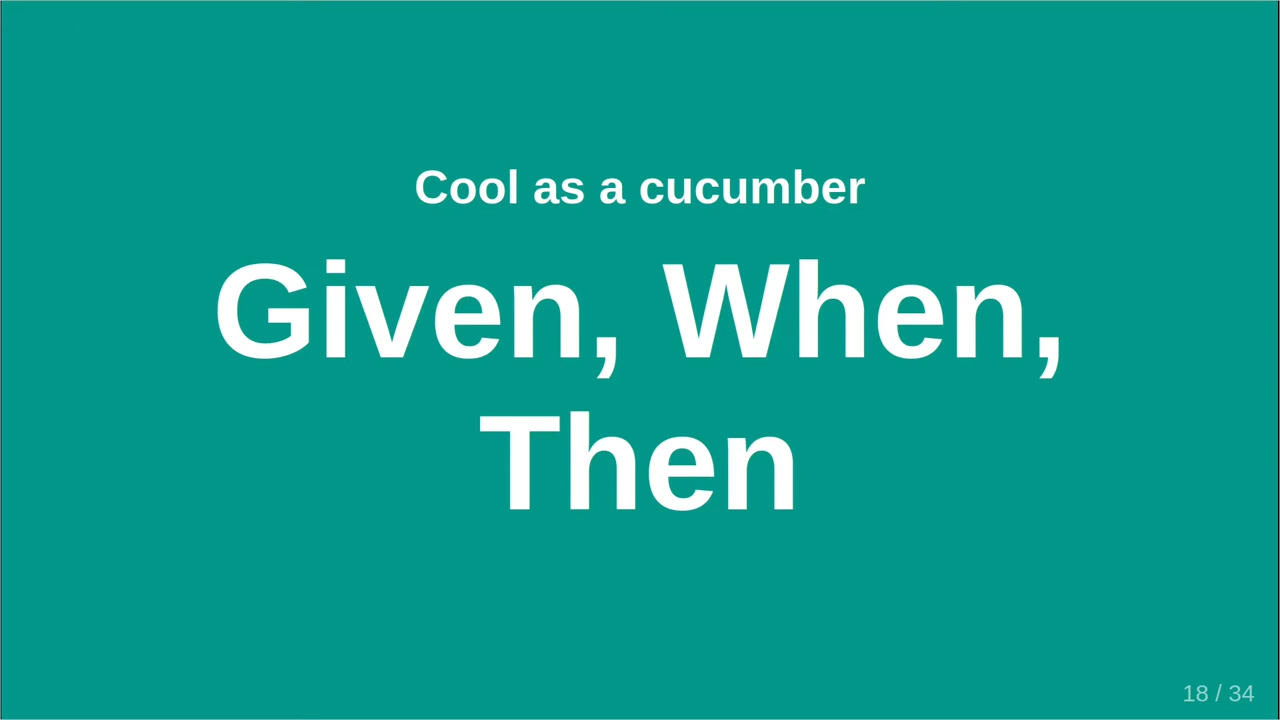 Cool as a cucumber
Given, When,
Then
18 / 34